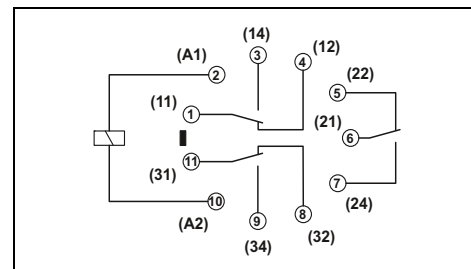 (14) (12)
(A1) 3 4 (22)
2
5
(11) 1 (21)
6
11
(31) 7
10 8
(A2) 9 (24)
(34) (32)